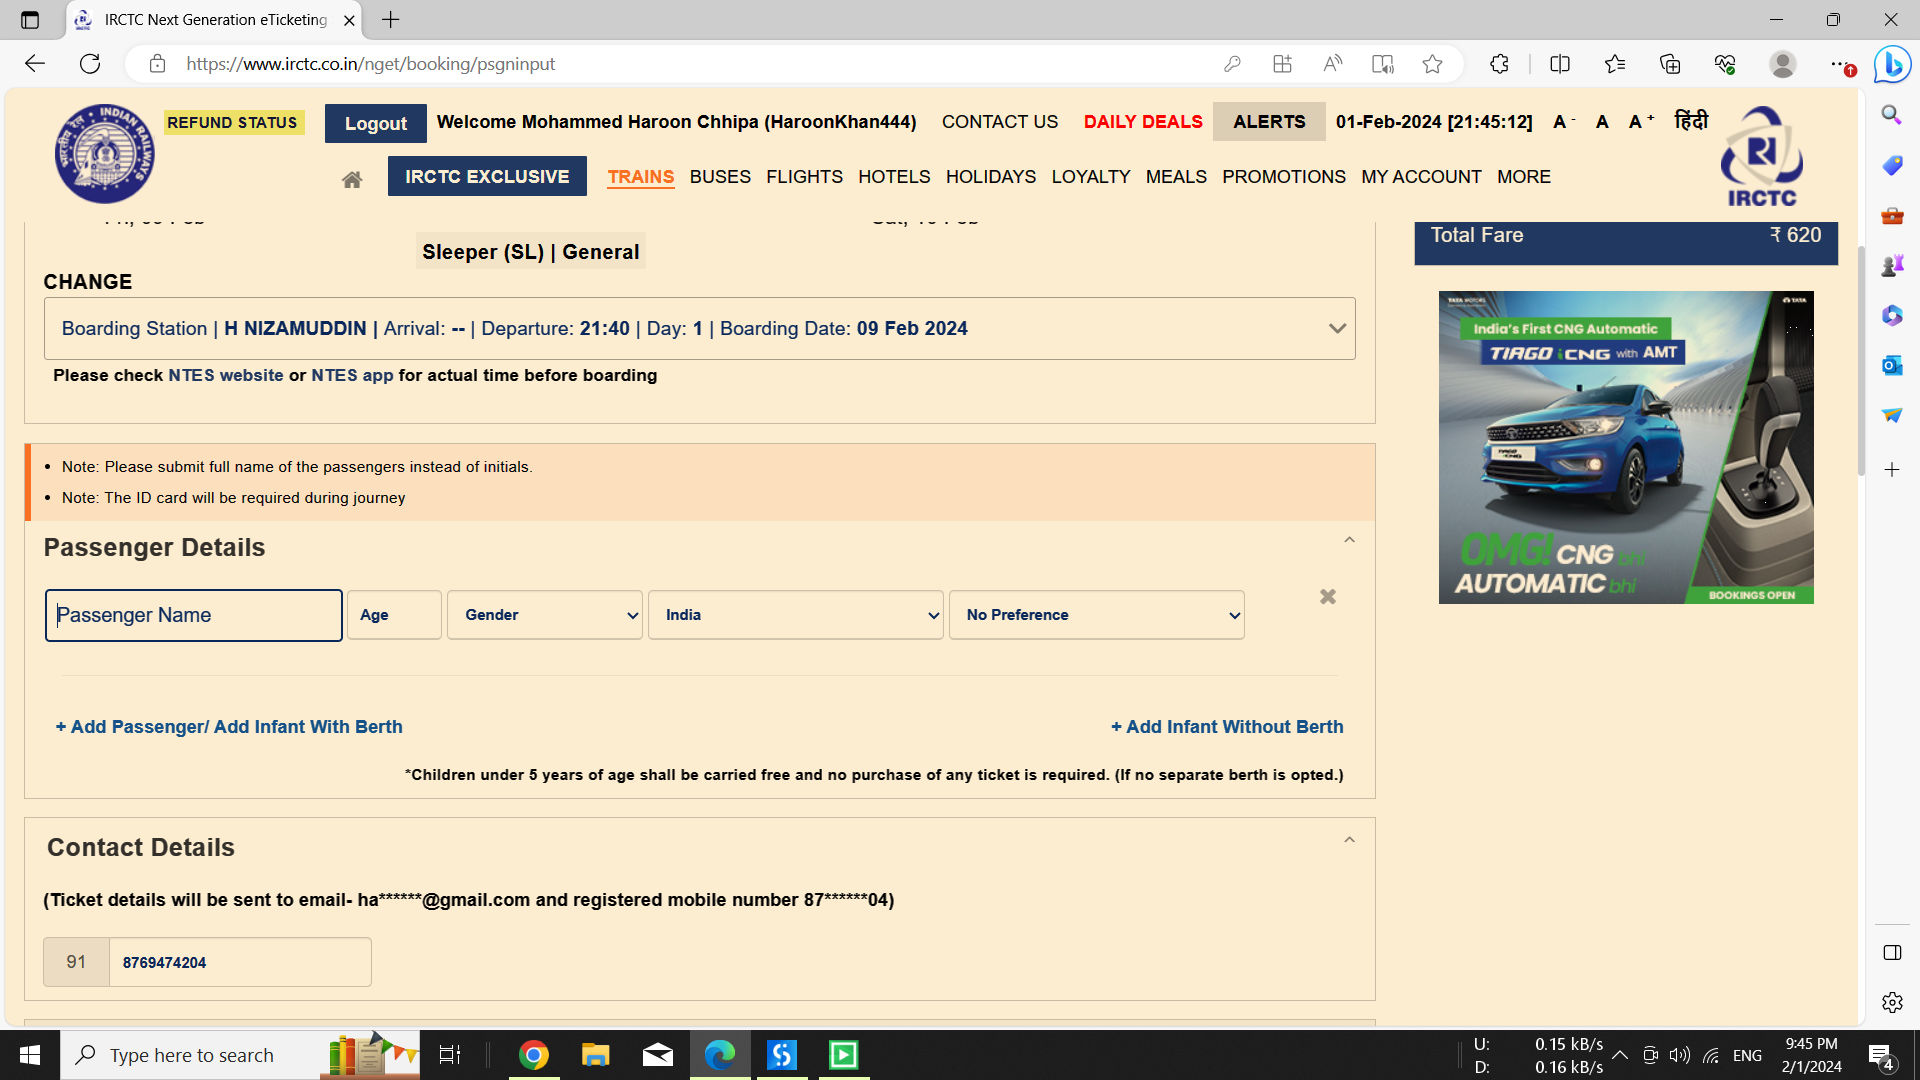 IRCTC Next Generation eTicketing
https://www.irctc.co.in/nget/booking/psgninput
INDIAN RAILWAYS
REFUND STATUS
Logout
Welcome Mohammed Haroon Chhipa (HaroonKhan444)
CONTACT US
DAILY DEALS
ALERTS
01-Feb-2024 [21:45:12]
A - A A +
हिंदी
IRCTC EXCLUSIVE
TRAINS BUSES FLIGHTS HOTELS HOLIDAYS LOYALTY MEALS PROMOTIONS MY ACCOUNT MORE
IRCTC
Sleeper (SL) | General
Total Fare ₹ 620
CHANGE
Boarding Station | H NIZAMUDDIN | Arrival: -- | Departure: 21:40 | Day: 1 | Boarding Date: 09 Feb 2024
Please check NTES website or NTES app for actual time before boarding
TATA MOTORS
TATA
India's First CNG Automatic
TIAGO iCNG with AMT
OMG! CNG bhi
AUTOMATIC bhi
BOOKINGS OPEN
• Note: Please submit full name of the passengers instead of initials.
• Note: The ID card will be required during journey
Passenger Details
Passenger Name Age Gender India No Preference
+ Add Passenger/ Add Infant With Berth
+ Add Infant Without Berth
*Children under 5 years of age shall be carried free and no purchase of any ticket is required. (If no separate berth is opted.)
Contact Details
(Ticket details will be sent to email- ha******@gmail.com and registered mobile number 87******04)
91 8769474204
Type here to search
U: 0.15 kB/s
D: 0.16 kB/s
ENG
9:45 PM
2/1/2024
4